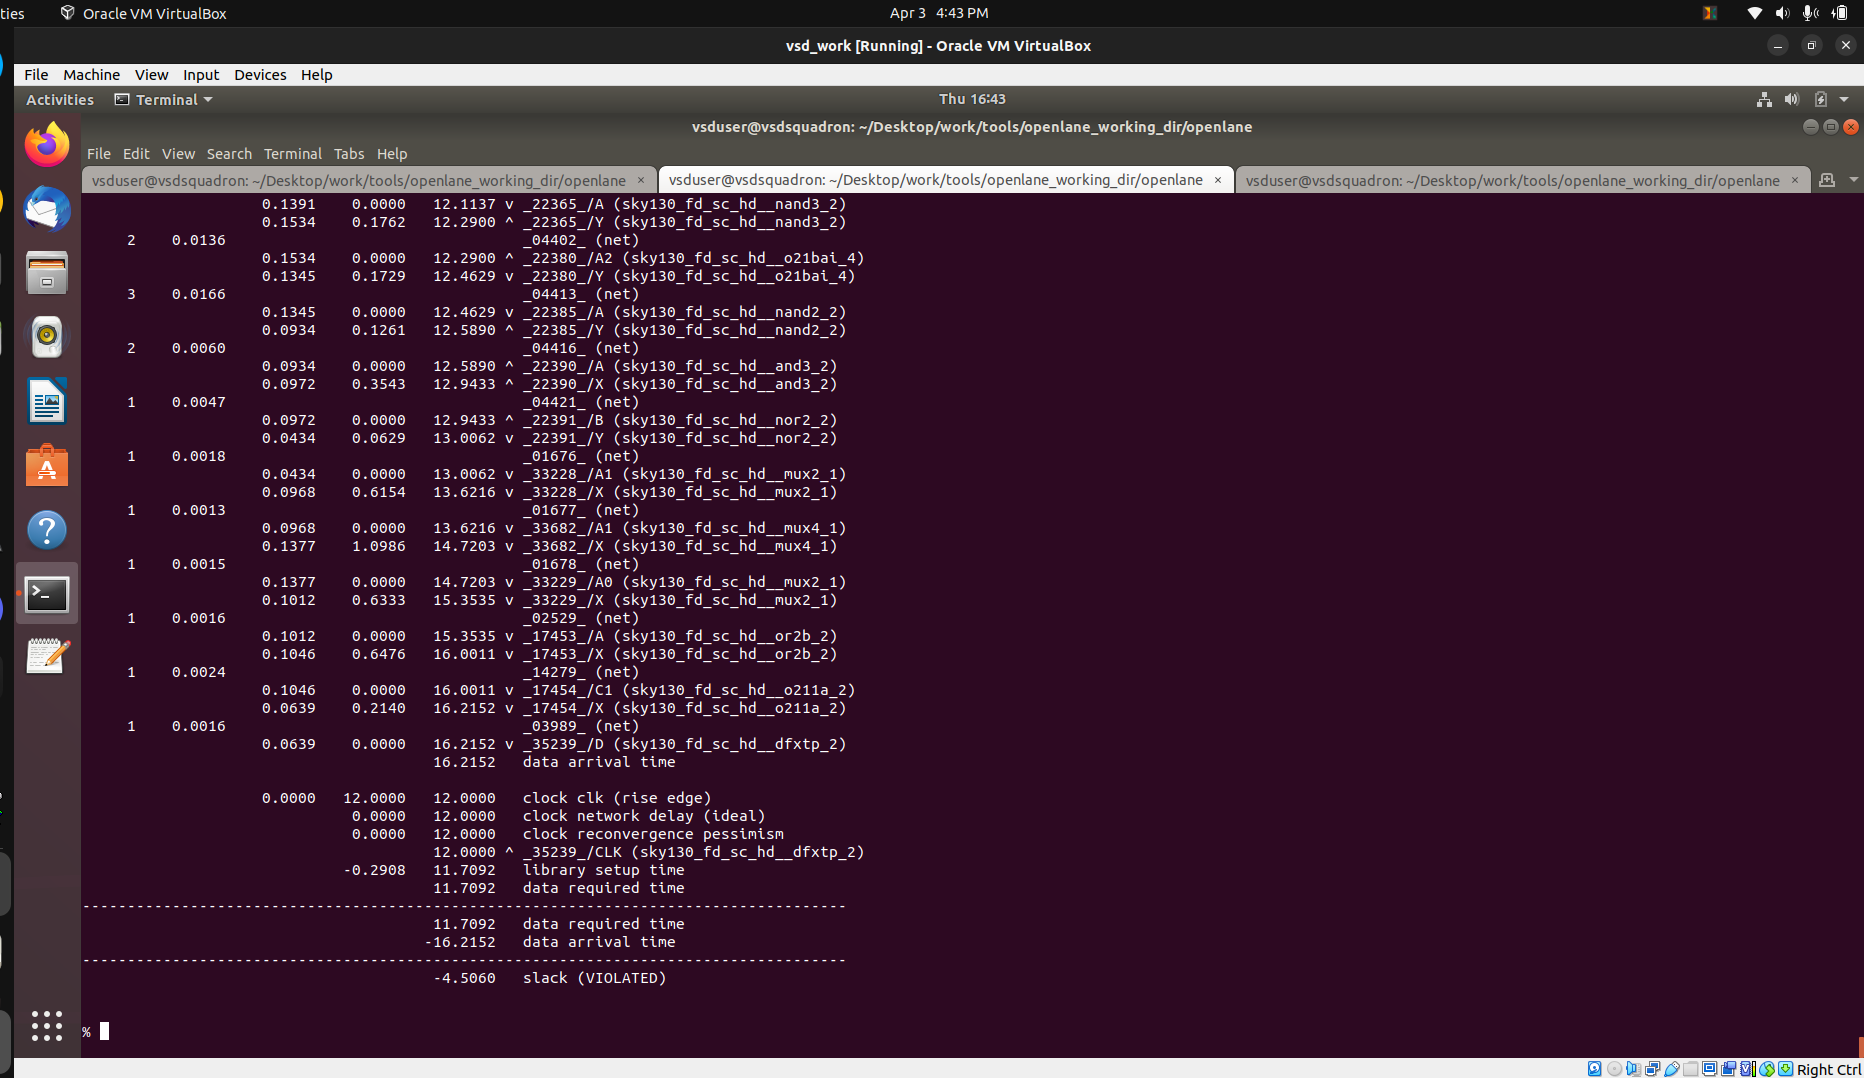 ties Oracle VM VirtualBox Apr 3 4:43 PM
vsd_work [Running] - Oracle VM VirtualBox
File Machine View Input Devices Help
Activities Terminal Thu 16:43
vsduser@vsdsquadron: ~/Desktop/work/tools/openlane_working_dir/openlane
File Edit View Search Terminal Tabs Help
vsduser@vsdsquadron: ~/Desktop/work/tools/openlane_working_dir/openlane × vsduser@vsdsquadron: ~/Desktop/work/tools/openlane_working_dir/openlane × vsduser@vsdsquadron: ~/Desktop/work/tools/openlane_working_dir/openlane ×
0.1391 0.0000 12.1137 v _22365_/A (sky130_fd_sc_hd__nand3_2)
0.1534 0.1762 12.2900 ^ _22365_/Y (sky130_fd_sc_hd__nand3_2)
2 0.0136 _04402_ (net)
0.1534 0.0000 12.2900 ^ _22380_/A2 (sky130_fd_sc_hd__o21bai_4)
0.1345 0.1729 12.4629 v _22380_/Y (sky130_fd_sc_hd__o21bai_4)
3 0.0166 _04413_ (net)
0.1345 0.0000 12.4629 v _22385_/A (sky130_fd_sc_hd__nand2_2)
0.0934 0.1261 12.5890 ^ _22385_/Y (sky130_fd_sc_hd__nand2_2)
2 0.0060 _04416_ (net)
0.0934 0.0000 12.5890 ^ _22390_/A (sky130_fd_sc_hd__and3_2)
0.0972 0.3543 12.9433 ^ _22390_/X (sky130_fd_sc_hd__and3_2)
1 0.0047 _04421_ (net)
0.0972 0.0000 12.9433 ^ _22391_/B (sky130_fd_sc_hd__nor2_2)
0.0434 0.0629 13.0062 v _22391_/Y (sky130_fd_sc_hd__nor2_2)
1 0.0018 _01676_ (net)
0.0434 0.0000 13.0062 v _33228_/A1 (sky130_fd_sc_hd__mux2_1)
0.0968 0.6154 13.6216 v _33228_/X (sky130_fd_sc_hd__mux2_1)
1 0.0013 _01677_ (net)
0.0968 0.0000 13.6216 v _33682_/A1 (sky130_fd_sc_hd__mux4_1)
0.1377 1.0986 14.7203 v _33682_/X (sky130_fd_sc_hd__mux4_1)
1 0.0015 _01678_ (net)
0.1377 0.0000 14.7203 v _33229_/A0 (sky130_fd_sc_hd__mux2_1)
0.1012 0.6333 15.3535 v _33229_/X (sky130_fd_sc_hd__mux2_1)
1 0.0016 _02529_ (net)
0.1012 0.0000 15.3535 v _17453_/A (sky130_fd_sc_hd__or2b_2)
0.1046 0.6476 16.0011 v _17453_/X (sky130_fd_sc_hd__or2b_2)
1 0.0024 _14279_ (net)
0.1046 0.0000 16.0011 v _17454_/C1 (sky130_fd_sc_hd__o211a_2)
0.0639 0.2140 16.2152 v _17454_/X (sky130_fd_sc_hd__o211a_2)
1 0.0016 _03989_ (net)
0.0639 0.0000 16.2152 v _35239_/D (sky130_fd_sc_hd__dfxtp_2)
16.2152 data arrival time
0.0000 12.0000 12.0000 clock clk (rise edge)
0.0000 12.0000 clock network delay (ideal)
0.0000 12.0000 clock reconvergence pessimism
12.0000 ^ _35239_/CLK (sky130_fd_sc_hd__dfxtp_2)
-0.2908 11.7092 library setup time
11.7092 data required time
-------------------------------------------------------------------------------------
11.7092 data required time
-16.2152 data arrival time
-------------------------------------------------------------------------------------
-4.5060 slack (VIOLATED)
%
Right Ctrl